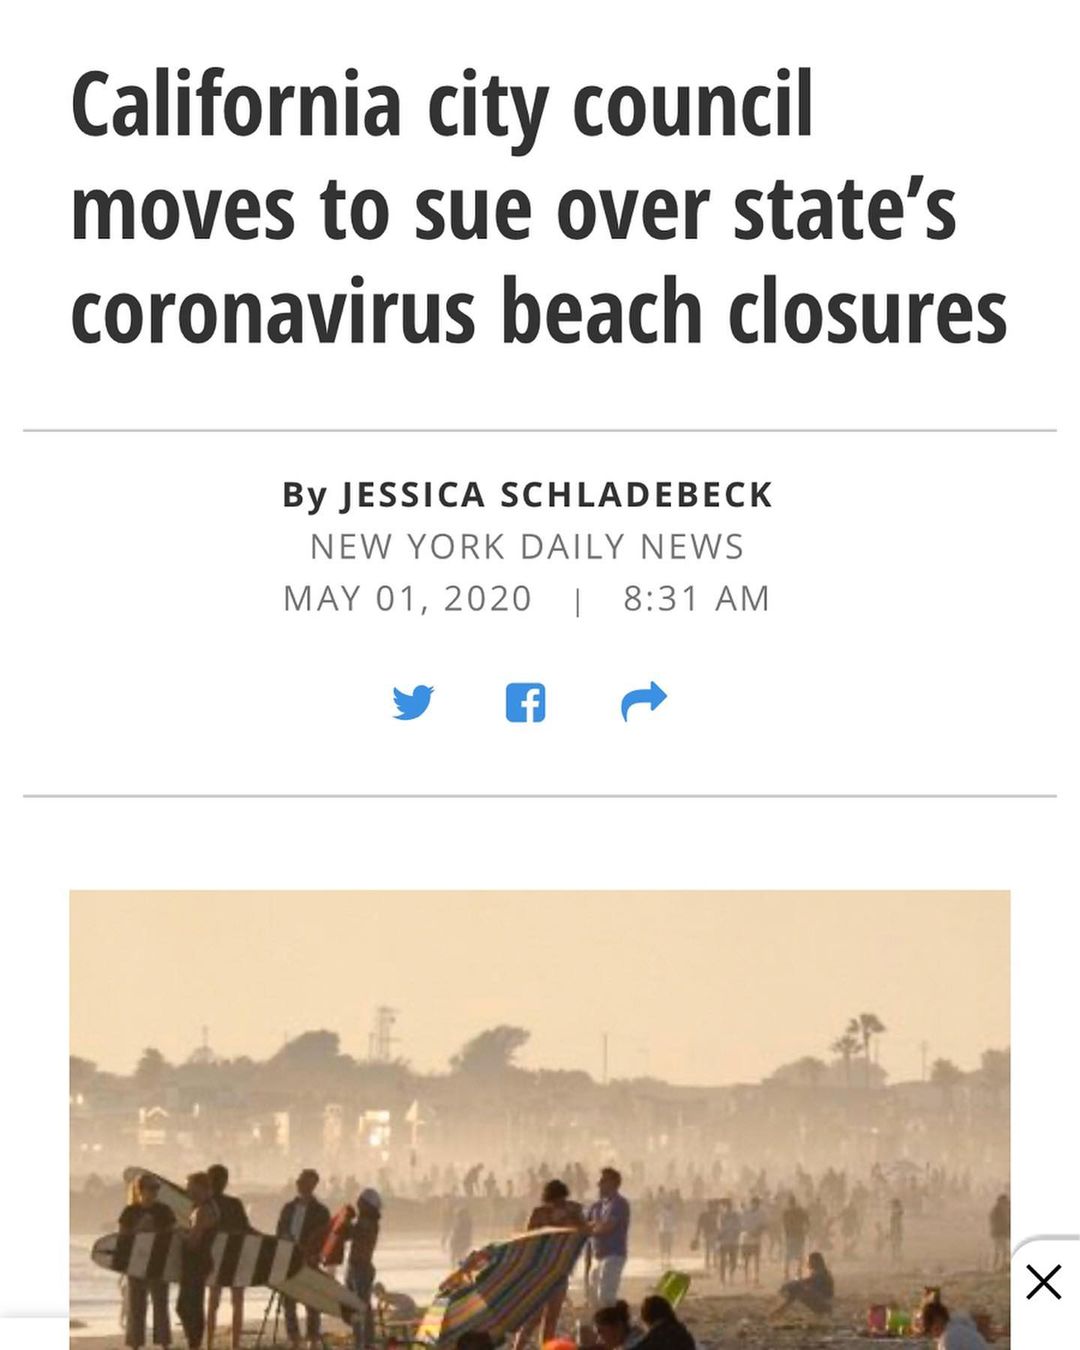 California city council
moves to sue over state’s
coronavirus beach closures
By JESSICA SCHLADEBECK
NEW YORK DAILY NEWS
MAY 01, 2020 | 8:31 AM